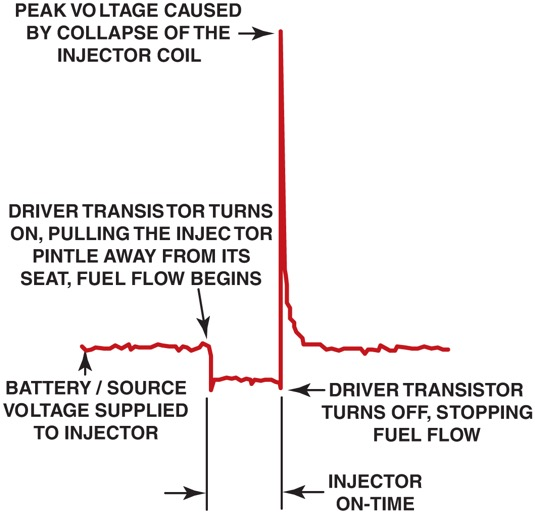 PEAK VOLTAGE CAUSED
BY COLLAPSE OF THE
INJECTOR COIL
DRIVER TRANSISTOR TURNS
ON, PULLING THE INJECTOR
PINTLE AWAY FROM ITS
SEAT, FUEL FLOW BEGINS
BATTERY / SOURCE
VOLTAGE SUPPLIED
TO INJECTOR
DRIVER TRANSISTOR
TURNS OFF, STOPPING
FUEL FLOW
INJECTOR
ON-TIME